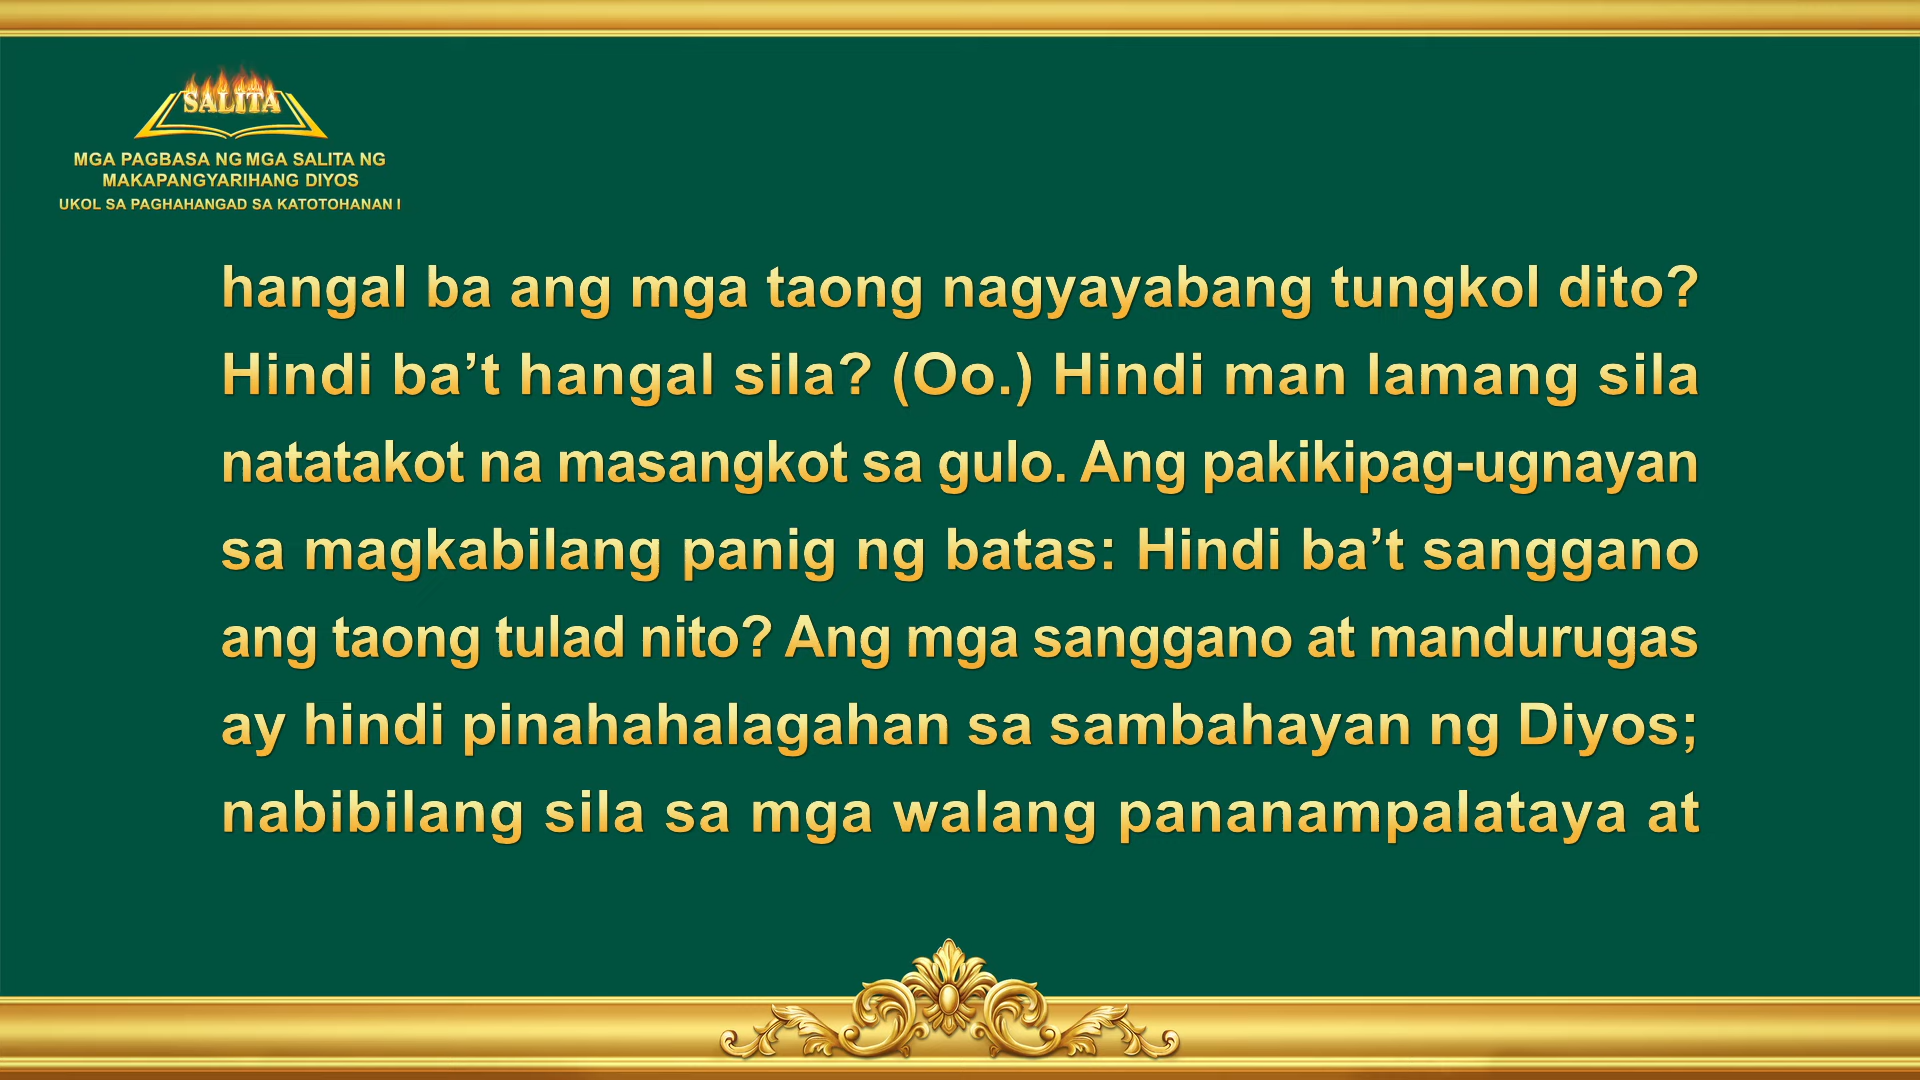 SALITA
MGA PAGBASA NG MGA SALITA NG
MAKAPANGYARIHANG DIYOS
UKOL SA PAGHAHANGAD SA KATOTOHANAN I
hangal ba ang mga taong nagyayabang tungkol dito?
Hindi ba’t hangal sila? (Oo.) Hindi man lamang sila
natatakot na masangkot sa gulo. Ang pakikipag-ugnayan
sa magkabilang panig ng batas: Hindi ba’t sanggano
ang taong tulad nito? Ang mga sanggano at mandurugas
ay hindi pinahahalagahan sa sambahayan ng Diyos;
nabibilang sila sa mga walang pananampalataya at